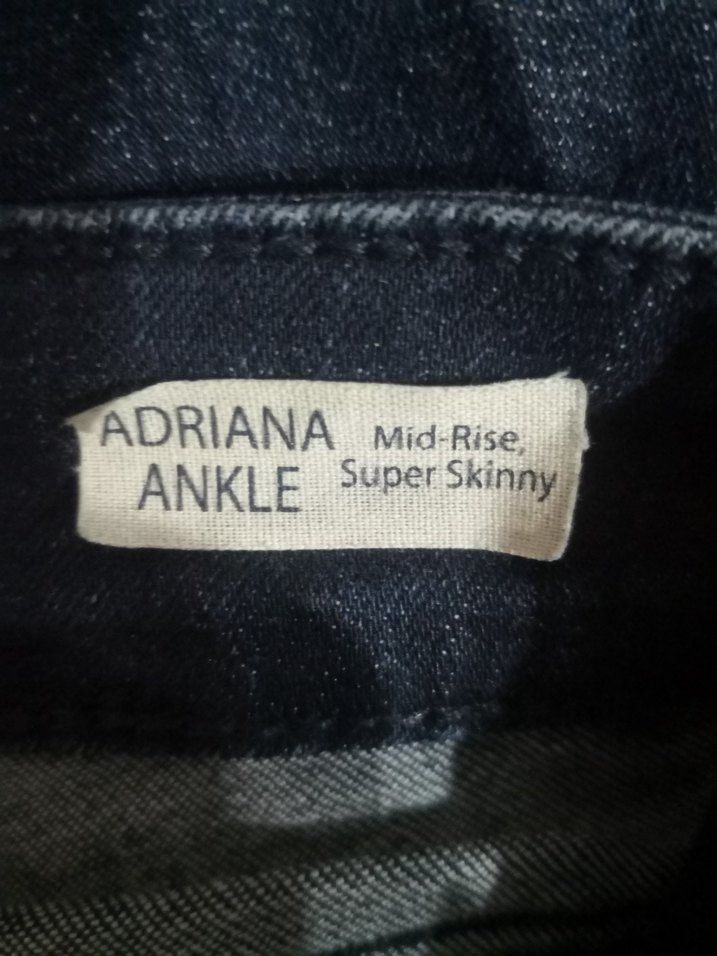 ADRIANA
ANKLE
Mid-Rise,
Super Skinny